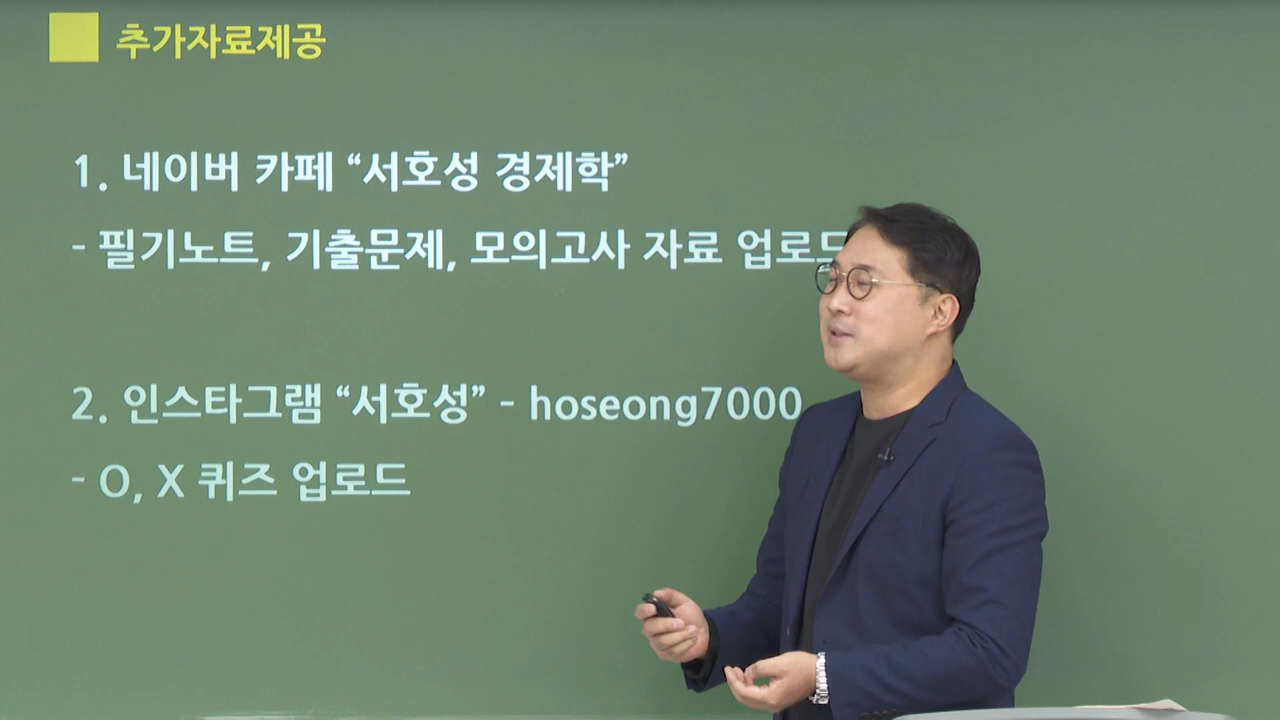 추가자료제공
1. 네이버 카페 “서호성 경제학”
- 필기노트, 기출문제, 모의고사 자료 업로드
2. 인스타그램 “서호성” - hoseong7000
- O, X 퀴즈 업로드